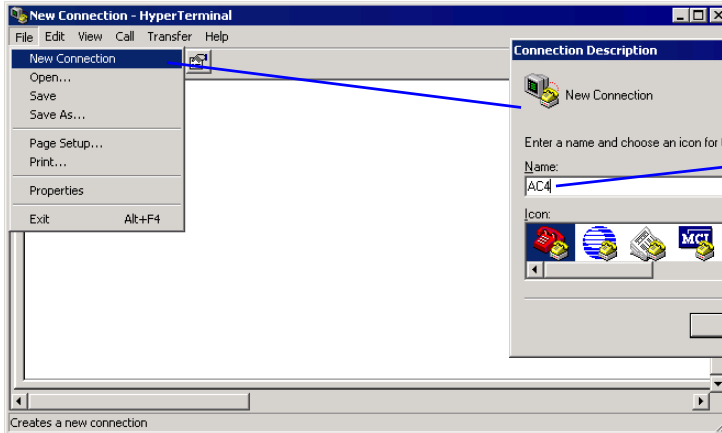 New Connection - HyperTerminal
File Edit View Call Transfer Help
New Connection
Open...
Save
Save As...
Page Setup...
Print...
Properties
Exit Alt+F4
Connection Description
New Connection
Enter a name and choose an icon for
Name:
AC4
Icon:
MCI
Creates a new connection